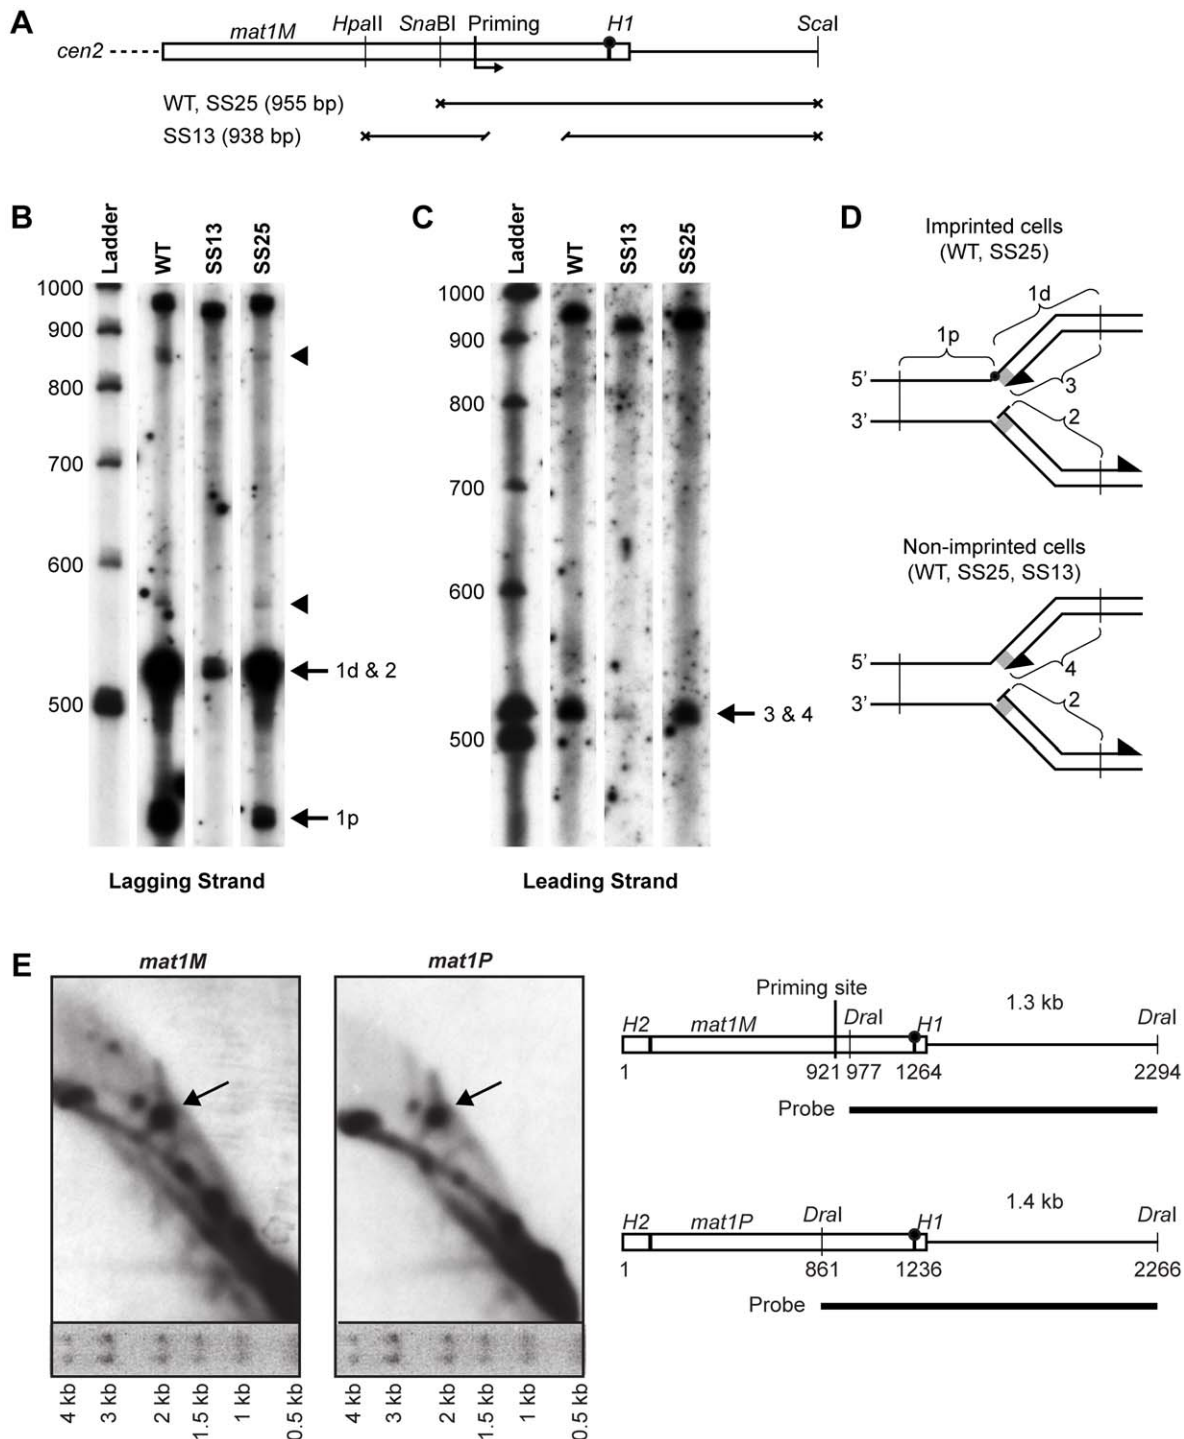 A
cen2 mat1M HpaII SnaBI Priming H1 ScaI
WT, SS25 (955 bp)
SS13 (938 bp)
B
Ladder WT SS13 SS25
1000
900
800
700
600
500
1d & 2
1p
Lagging Strand
C
Ladder WT SS13 SS25
1000
900
800
700
600
500
3 & 4
Leading Strand
D
Imprinted cells
(WT, SS25)
1d
1p
5’
3
2
3’
Non-imprinted cells
(WT, SS25, SS13)
5’
4
2
3’
E
mat1M
4 kb 3 kb 2 kb 1.5 kb 1 kb 0.5 kb
mat1P
4 kb 3 kb 2 kb 1.5 kb 1 kb 0.5 kb
Priming site
1.3 kb
H2 mat1M DraI H1 DraI
1 921 977 1264 2294
Probe
1.4 kb
H2 mat1P DraI H1 DraI
1 861 1236 2266
Probe